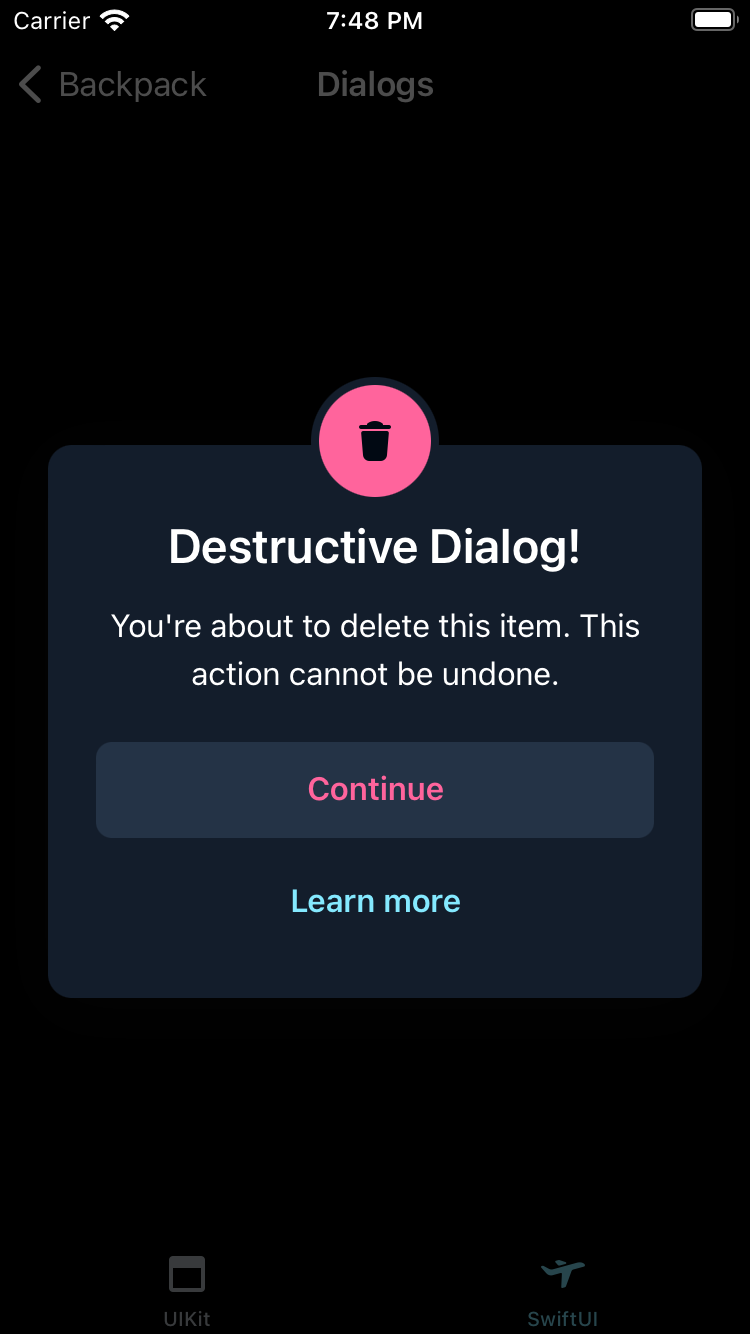 Carrier 7:48 PM
Backpack Dialogs
Destructive Dialog!
You're about to delete this item. This
action cannot be undone.
Continue
Learn more
UIKit SwiftUI